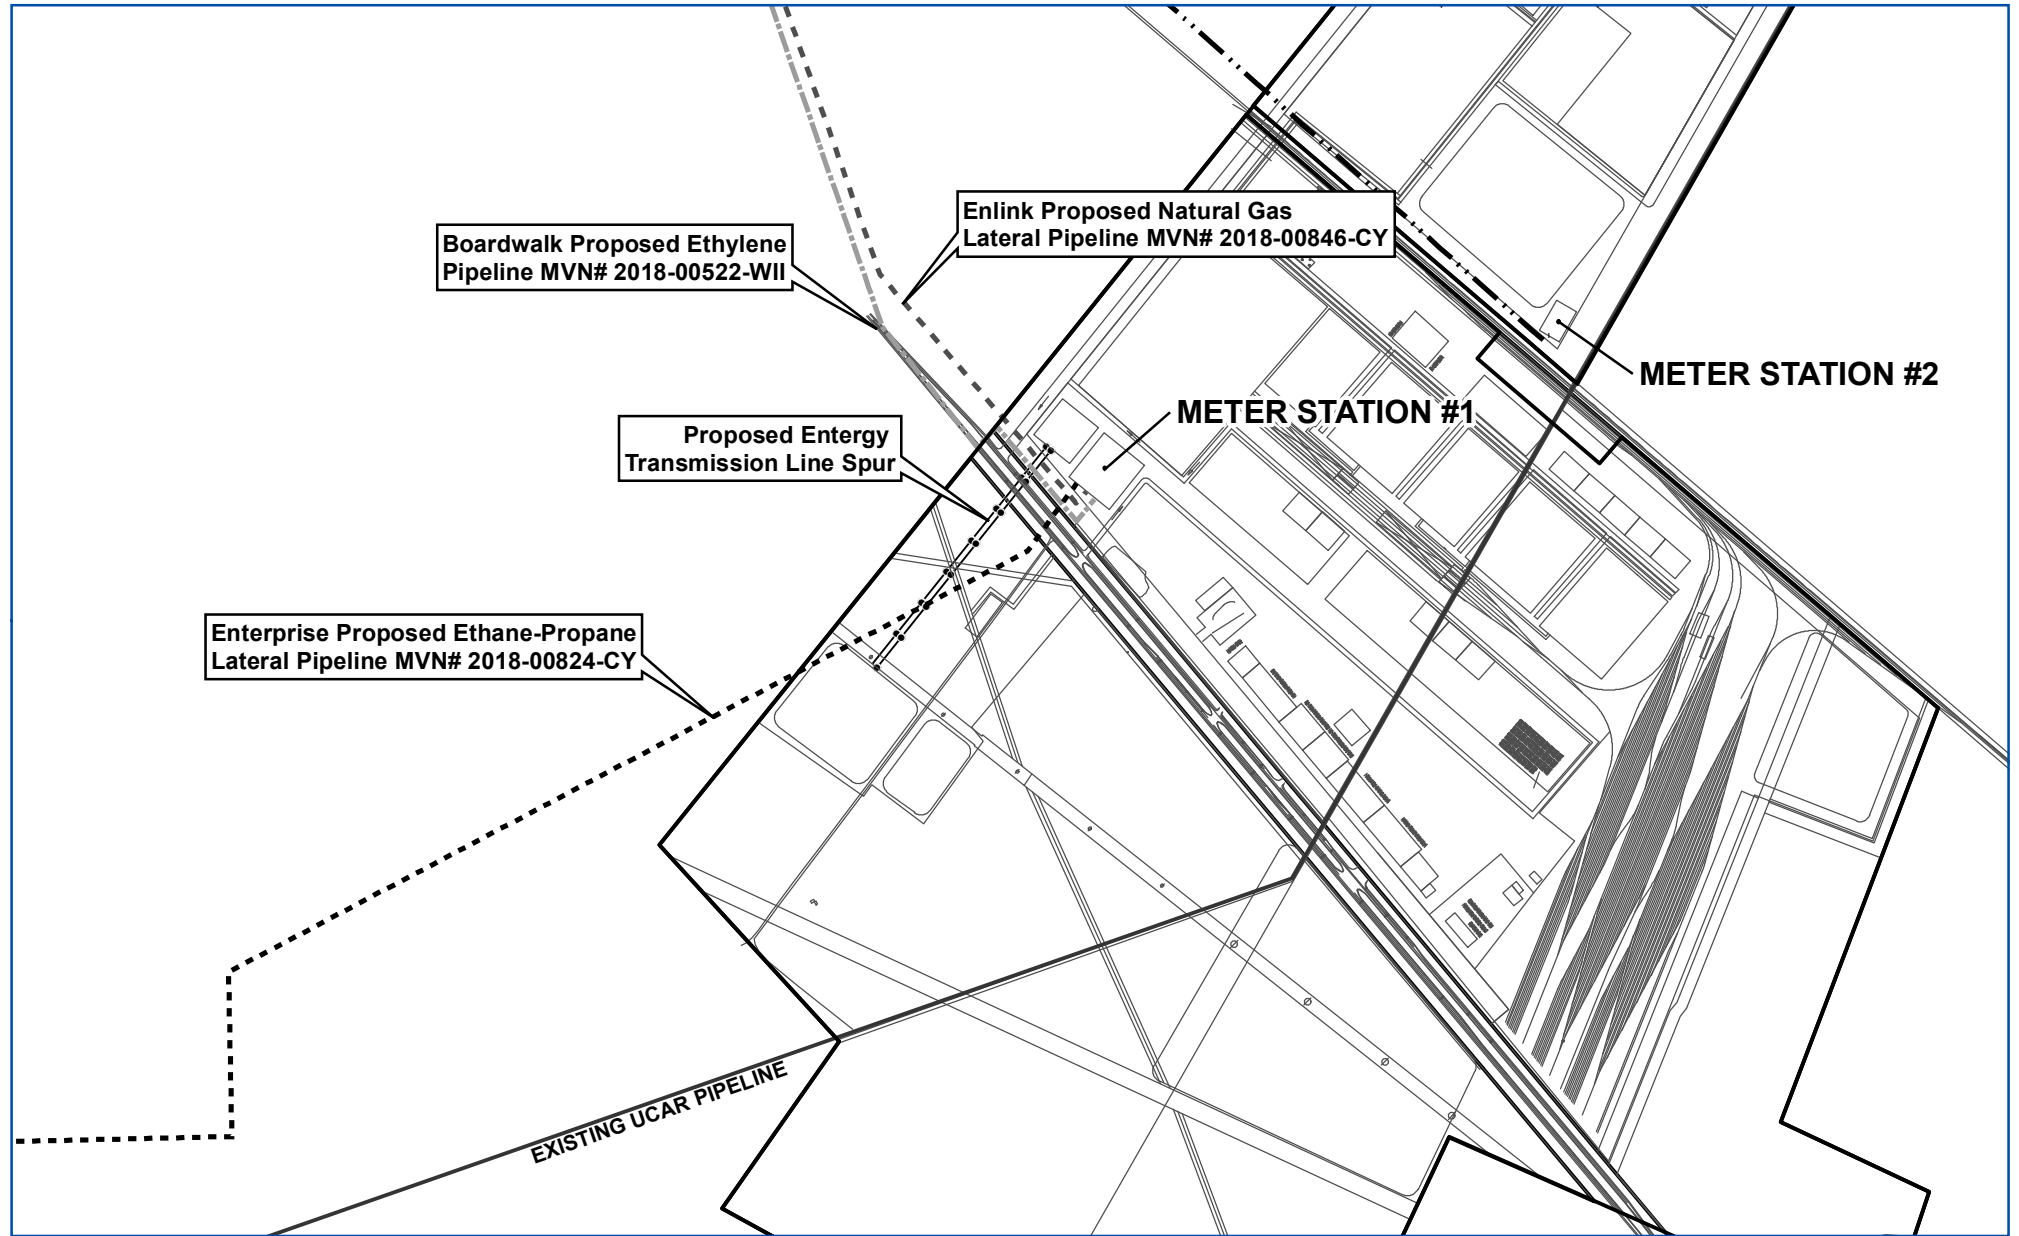 Enlink Proposed Natural Gas
Lateral Pipeline MVN# 2018-00846-CY
Boardwalk Proposed Ethylene
Pipeline MVN# 2018-00522-WII
METER STATION #2
METER STATION #1
Proposed Entergy
Transmission Line Spur
Enterprise Proposed Ethane-Propane
Lateral Pipeline MVN# 2018-00824-CY
EXISTING UCAR PIPELINE